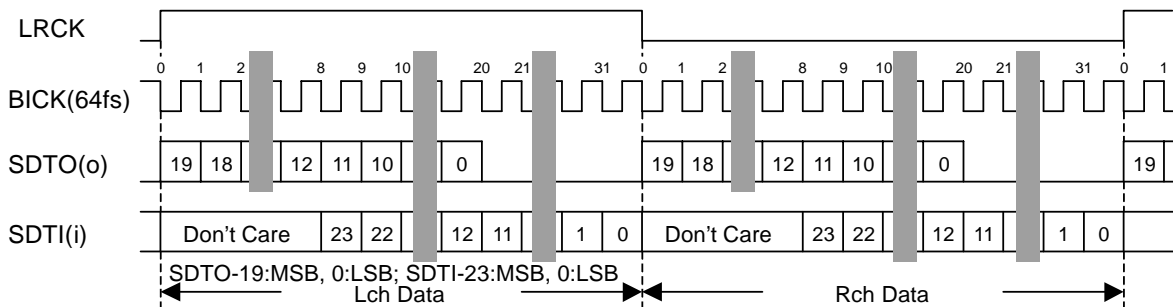 LRCK
0 1 2 8 9 10 20 21 31 0 1 2 8 9 10 20 21 31 0 1
BICK(64fs)
SDTO(o) 19 18 12 11 10 0 19 18 12 11 10 0 19
SDTI(i) Don't Care 23 22 12 11 1 0 Don't Care 23 22 12 11 1 0
SDTO-19:MSB, 0:LSB; SDTI-23:MSB, 0:LSB
Lch Data Rch Data